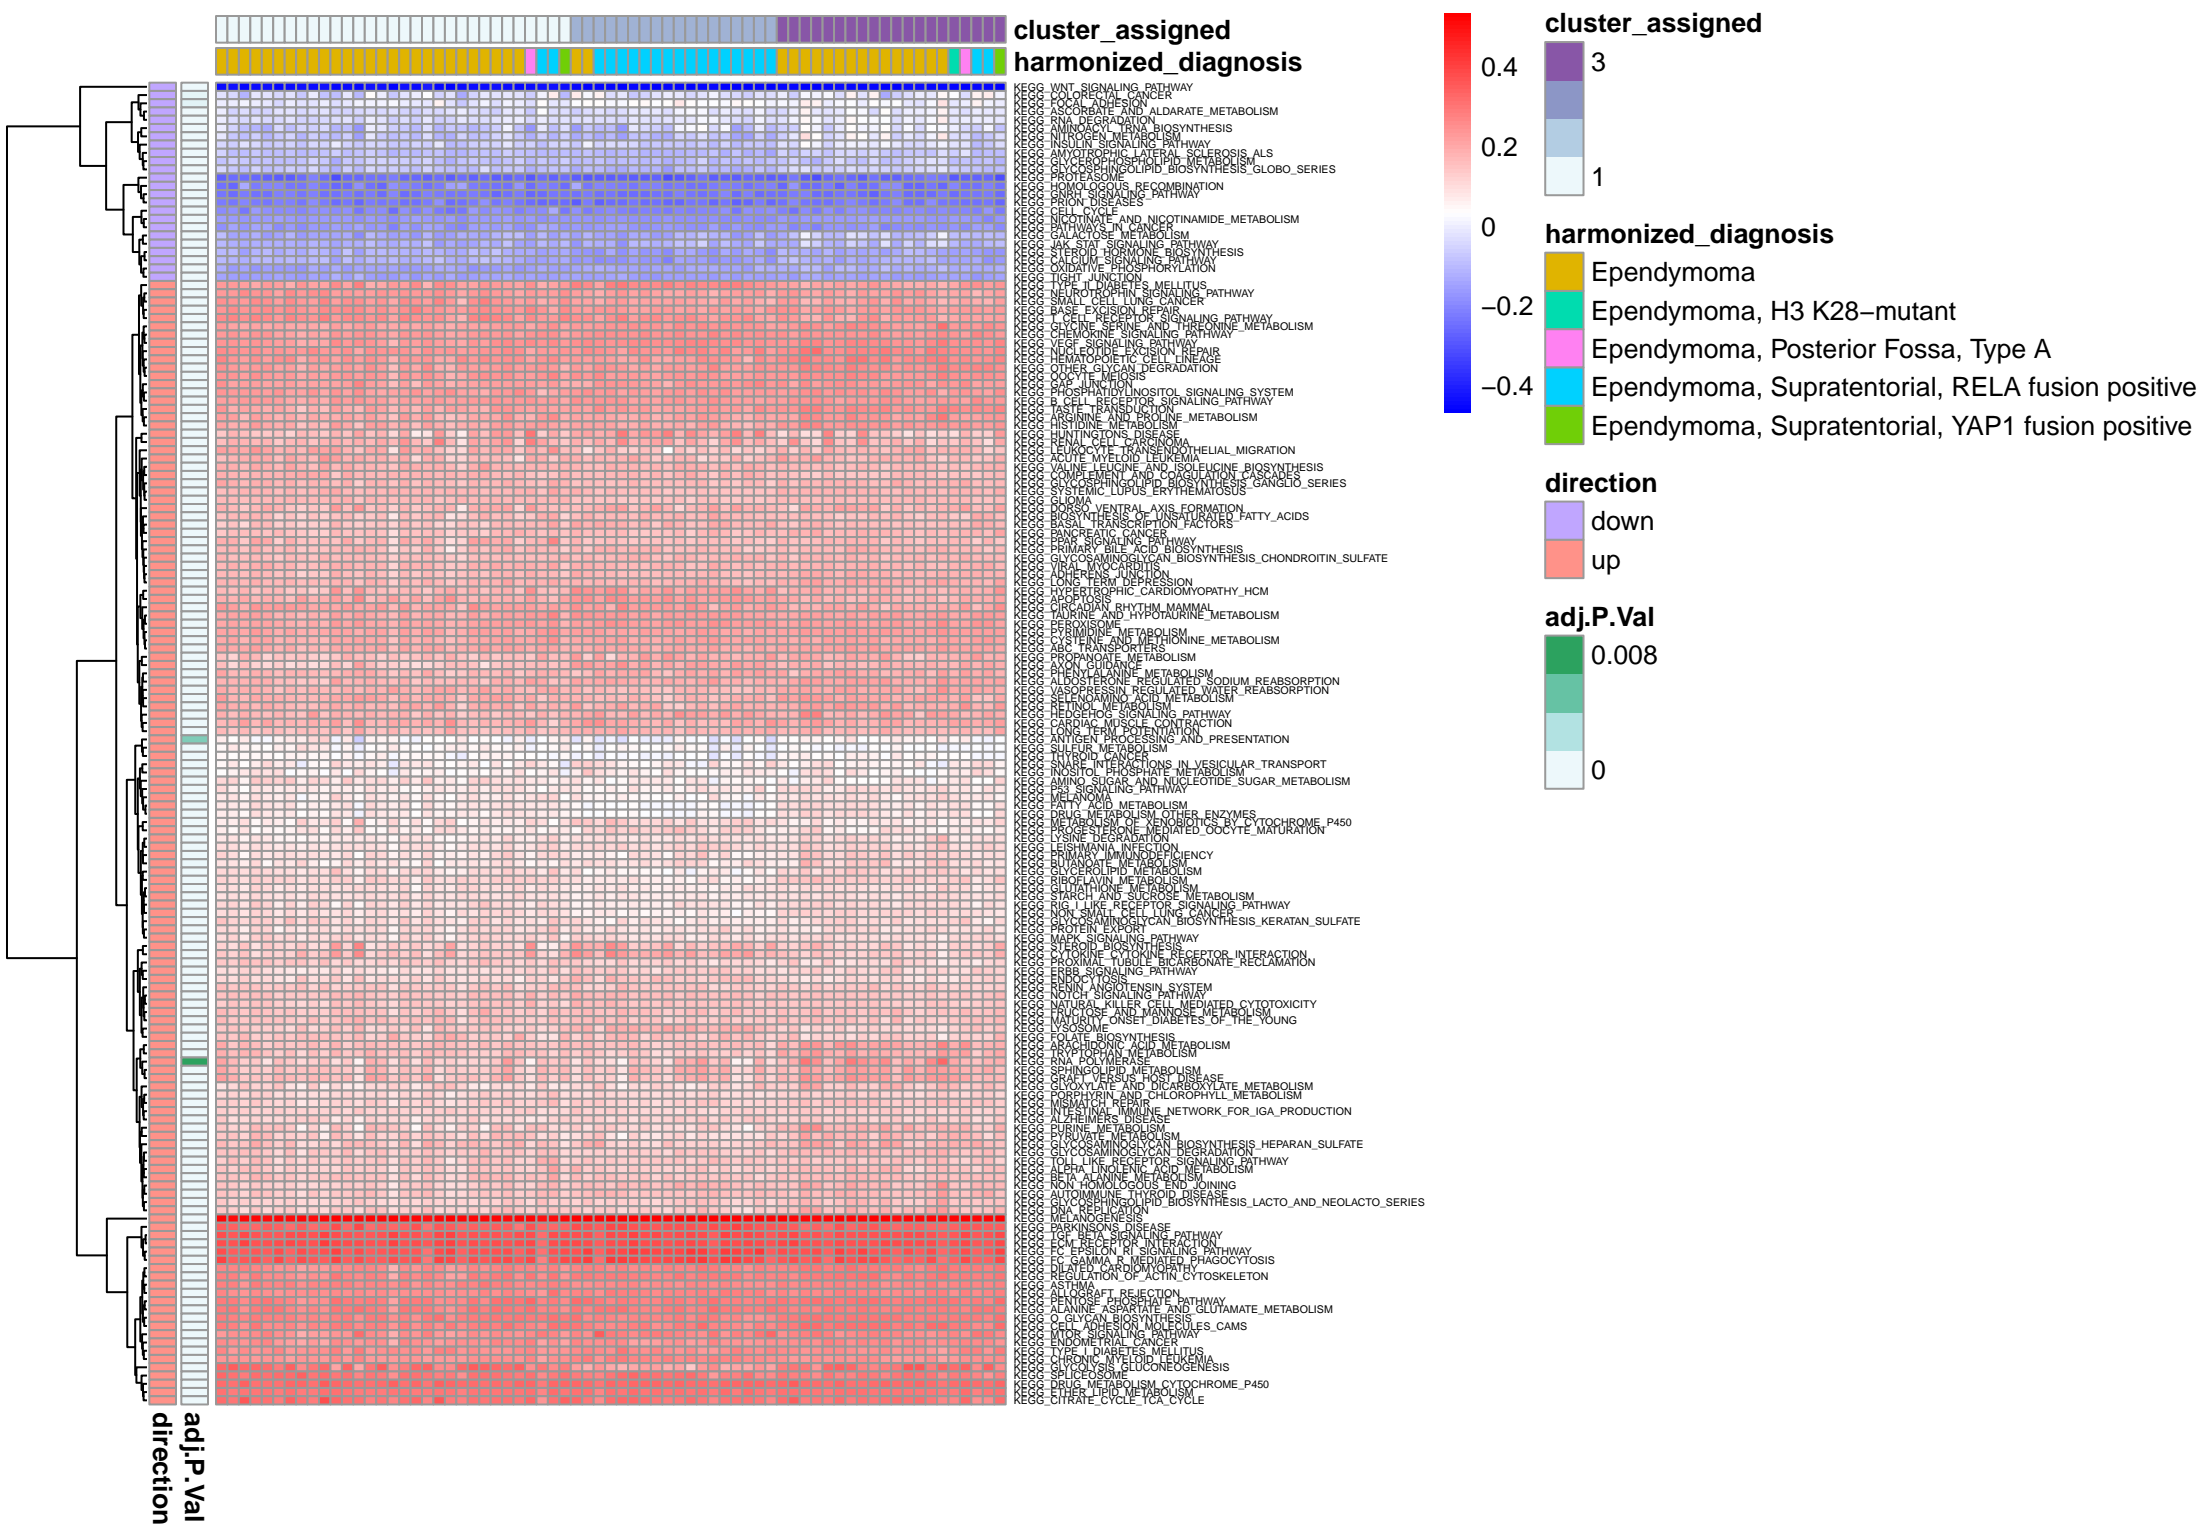 cluster_assigned
harmonized_diagnosis
KEGG_WNT_SIGNALING_PATHWAY
KEGG_COLORECTAL_CANCER
KEGG_FOCAL_ADHESION
KEGG_ASCORBATE_AND_ALDARATE_METABOLISM
KEGG_RNA_DEGRADATION
KEGG_AMINOACYL_TRNA_BIOSYNTHESIS
KEGG_NITROGEN_METABOLISM
KEGG_INSULIN_SIGNALING_PATHWAY
KEGG_AMYOTROPHIC_LATERAL_SCLEROSIS_ALS
KEGG_GLYCEROPHOSPHOLIPID_METABOLISM
KEGG_GLYCOSPHINGOLIPID_BIOSYNTHESIS_GLOBO_SERIES
KEGG_PROTEASOME
KEGG_HOMOLOGOUS_RECOMBINATION
KEGG_GNRH_SIGNALING_PATHWAY
KEGG_PRION_DISEASES
KEGG_CELL_CYCLE
KEGG_NICOTINATE_AND_NICOTINAMIDE_METABOLISM
KEGG_PATHWAYS_IN_CANCER
KEGG_GALACTOSE_METABOLISM
KEGG_JAK_STAT_SIGNALING_PATHWAY
KEGG_STEROID_HORMONE_BIOSYNTHESIS
KEGG_CALCIUM_SIGNALING_PATHWAY
KEGG_OXIDATIVE_PHOSPHORYLATION
KEGG_TIGHT_JUNCTION
KEGG_TYPE_II_DIABETES_MELLITUS
KEGG_NEUROTROPHIN_SIGNALING_PATHWAY
KEGG_SMALL_CELL_LUNG_CANCER
KEGG_BASE_EXCISION_REPAIR
KEGG_T_CELL_RECEPTOR_SIGNALING_PATHWAY
KEGG_GLYCINE_SERINE_AND_THREONINE_METABOLISM
KEGG_CHEMOKINE_SIGNALING_PATHWAY
KEGG_VEGF_SIGNALING_PATHWAY
KEGG_NUCLEOTIDE_EXCISION_REPAIR
KEGG_HEMATOPOIETIC_CELL_LINEAGE
KEGG_OTHER_GLYCAN_DEGRADATION
KEGG_OOCYTE_MEIOSIS
KEGG_GAP_JUNCTION
KEGG_PHOSPHATIDYLINOSITOL_SIGNALING_SYSTEM
KEGG_B_CELL_RECEPTOR_SIGNALING_PATHWAY
KEGG_TASTE_TRANSDUCTION
KEGG_ARGININE_AND_PROLINE_METABOLISM
KEGG_HISTIDINE_METABOLISM
KEGG_HUNTINGTONS_DISEASE
KEGG_RENAL_CELL_CARCINOMA
KEGG_LEUKOCYTE_TRANSENDOTHELIAL_MIGRATION
KEGG_ACUTE_MYELOID_LEUKEMIA
KEGG_VALINE_LEUCINE_AND_ISOLEUCINE_BIOSYNTHESIS
KEGG_COMPLEMENT_AND_COAGULATION_CASCADES
KEGG_GLYCOSPHINGOLIPID_BIOSYNTHESIS_GANGLIO_SERIES
KEGG_SYSTEMIC_LUPUS_ERYTHEMATOSUS
KEGG_GLIOMA
KEGG_DORSO_VENTRAL_AXIS_FORMATION
KEGG_BIOSYNTHESIS_OF_UNSATURATED_FATTY_ACIDS
KEGG_BASAL_TRANSCRIPTION_FACTORS
KEGG_PANCREATIC_CANCER
KEGG_PPAR_SIGNALING_PATHWAY
KEGG_PRIMARY_BILE_ACID_BIOSYNTHESIS
KEGG_GLYCOSAMINOGLYCAN_BIOSYNTHESIS_CHONDROITIN_SULFATE
KEGG_VIRAL_MYOCARDITIS
KEGG_ADHERENS_JUNCTION
KEGG_LONG_TERM_DEPRESSION
KEGG_HYPERTROPHIC_CARDIOMYOPATHY_HCM
KEGG_APOPTOSIS
KEGG_CIRCADIAN_RHYTHM_MAMMAL
KEGG_TAURINE_AND_HYPOTAURINE_METABOLISM
KEGG_PEROXISOME
KEGG_PYRIMIDINE_METABOLISM
KEGG_CYSTEINE_AND_METHIONINE_METABOLISM
KEGG_ABC_TRANSPORTERS
KEGG_PROPANOATE_METABOLISM
KEGG_AXON_GUIDANCE
KEGG_PHENYLALANINE_METABOLISM
KEGG_ALDOSTERONE_REGULATED_SODIUM_REABSORPTION
KEGG_VASOPRESSIN_REGULATED_WATER_REABSORPTION
KEGG_SELENOAMINO_ACID_METABOLISM
KEGG_RETINOL_METABOLISM
KEGG_HEDGEHOG_SIGNALING_PATHWAY
KEGG_CARDIAC_MUSCLE_CONTRACTION
KEGG_LONG_TERM_POTENTIATION
KEGG_ANTIGEN_PROCESSING_AND_PRESENTATION
KEGG_SULFUR_METABOLISM
KEGG_THYROID_CANCER
KEGG_SNARE_INTERACTIONS_IN_VESICULAR_TRANSPORT
KEGG_INOSITOL_PHOSPHATE_METABOLISM
KEGG_AMINO_SUGAR_AND_NUCLEOTIDE_SUGAR_METABOLISM
KEGG_P53_SIGNALING_PATHWAY
KEGG_MELANOMA
KEGG_FATTY_ACID_METABOLISM
KEGG_DRUG_METABOLISM_OTHER_ENZYMES
KEGG_METABOLISM_OF_XENOBIOTICS_BY_CYTOCHROME_P450
KEGG_PROGESTERONE_MEDIATED_OOCYTE_MATURATION
KEGG_LYSINE_DEGRADATION
KEGG_LEISHMANIA_INFECTION
KEGG_PRIMARY_IMMUNODEFICIENCY
KEGG_BUTANOATE_METABOLISM
KEGG_GLYCEROLIPID_METABOLISM
KEGG_RIBOFLAVIN_METABOLISM
KEGG_GLUTATHIONE_METABOLISM
KEGG_STARCH_AND_SUCROSE_METABOLISM
KEGG_RIG_I_LIKE_RECEPTOR_SIGNALING_PATHWAY
KEGG_NON_SMALL_CELL_LUNG_CANCER
KEGG_GLYCOSAMINOGLYCAN_BIOSYNTHESIS_KERATAN_SULFATE
KEGG_PROTEIN_EXPORT
KEGG_MAPK_SIGNALING_PATHWAY
KEGG_STEROID_BIOSYNTHESIS
KEGG_CYTOKINE_CYTOKINE_RECEPTOR_INTERACTION
KEGG_PROXIMAL_TUBULE_BICARBONATE_RECLAMATION
KEGG_ERBB_SIGNALING_PATHWAY
KEGG_ENDOCYTOSIS
KEGG_RENIN_ANGIOTENSIN_SYSTEM
KEGG_NOTCH_SIGNALING_PATHWAY
KEGG_NATURAL_KILLER_CELL_MEDIATED_CYTOTOXICITY
KEGG_FRUCTOSE_AND_MANNOSE_METABOLISM
KEGG_MATURITY_ONSET_DIABETES_OF_THE_YOUNG
KEGG_LYSOSOME
KEGG_FOLATE_BIOSYNTHESIS
KEGG_ARACHIDONIC_ACID_METABOLISM
KEGG_TRYPTOPHAN_METABOLISM
KEGG_RNA_POLYMERASE
KEGG_SPHINGOLIPID_METABOLISM
KEGG_GRAFT_VERSUS_HOST_DISEASE
KEGG_GLYOXYLATE_AND_DICARBOXYLATE_METABOLISM
KEGG_PORPHYRIN_AND_CHLOROPHYLL_METABOLISM
KEGG_MISMATCH_REPAIR
KEGG_INTESTINAL_IMMUNE_NETWORK_FOR_IGA_PRODUCTION
KEGG_ALZHEIMERS_DISEASE
KEGG_PURINE_METABOLISM
KEGG_PYRUVATE_METABOLISM
KEGG_GLYCOSAMINOGLYCAN_BIOSYNTHESIS_HEPARAN_SULFATE
KEGG_GLYCOSAMINOGLYCAN_DEGRADATION
KEGG_TOLL_LIKE_RECEPTOR_SIGNALING_PATHWAY
KEGG_ALPHA_LINOLENIC_ACID_METABOLISM
KEGG_BETA_ALANINE_METABOLISM
KEGG_NON_HOMOLOGOUS_END_JOINING
KEGG_AUTOIMMUNE_THYROID_DISEASE
KEGG_GLYCOSPHINGOLIPID_BIOSYNTHESIS_LACTO_AND_NEOLACTO_SERIES
KEGG_DNA_REPLICATION
KEGG_MELANOGENESIS
KEGG_PARKINSONS_DISEASE
KEGG_TGF_BETA_SIGNALING_PATHWAY
KEGG_ECM_RECEPTOR_INTERACTION
KEGG_FC_EPSILON_RI_SIGNALING_PATHWAY
KEGG_FC_GAMMA_R_MEDIATED_PHAGOCYTOSIS
KEGG_DILATED_CARDIOMYOPATHY
KEGG_REGULATION_OF_ACTIN_CYTOSKELETON
KEGG_ASTHMA
KEGG_ALLOGRAFT_REJECTION
KEGG_PENTOSE_PHOSPHATE_PATHWAY
KEGG_ALANINE_ASPARTATE_AND_GLUTAMATE_METABOLISM
KEGG_O_GLYCAN_BIOSYNTHESIS
KEGG_CELL_ADHESION_MOLECULES_CAMS
KEGG_MTOR_SIGNALING_PATHWAY
KEGG_ENDOMETRIAL_CANCER
KEGG_TYPE_I_DIABETES_MELLITUS
KEGG_CHRONIC_MYELOID_LEUKEMIA
KEGG_GLYCOLYSIS_GLUCONEOGENESIS
KEGG_SPLICEOSOME
KEGG_DRUG_METABOLISM_CYTOCHROME_P450
KEGG_ETHER_LIPID_METABOLISM
KEGG_CITRATE_CYCLE_TCA_CYCLE
direction
adj.P.Val
0.4
0.2
0
−0.2
−0.4
cluster_assigned
3
1
harmonized_diagnosis
Ependymoma
Ependymoma, H3 K28−mutant
Ependymoma, Posterior Fossa, Type A
Ependymoma, Supratentorial, RELA fusion positive
Ependymoma, Supratentorial, YAP1 fusion positive
direction
down
up
adj.P.Val
0.008
0